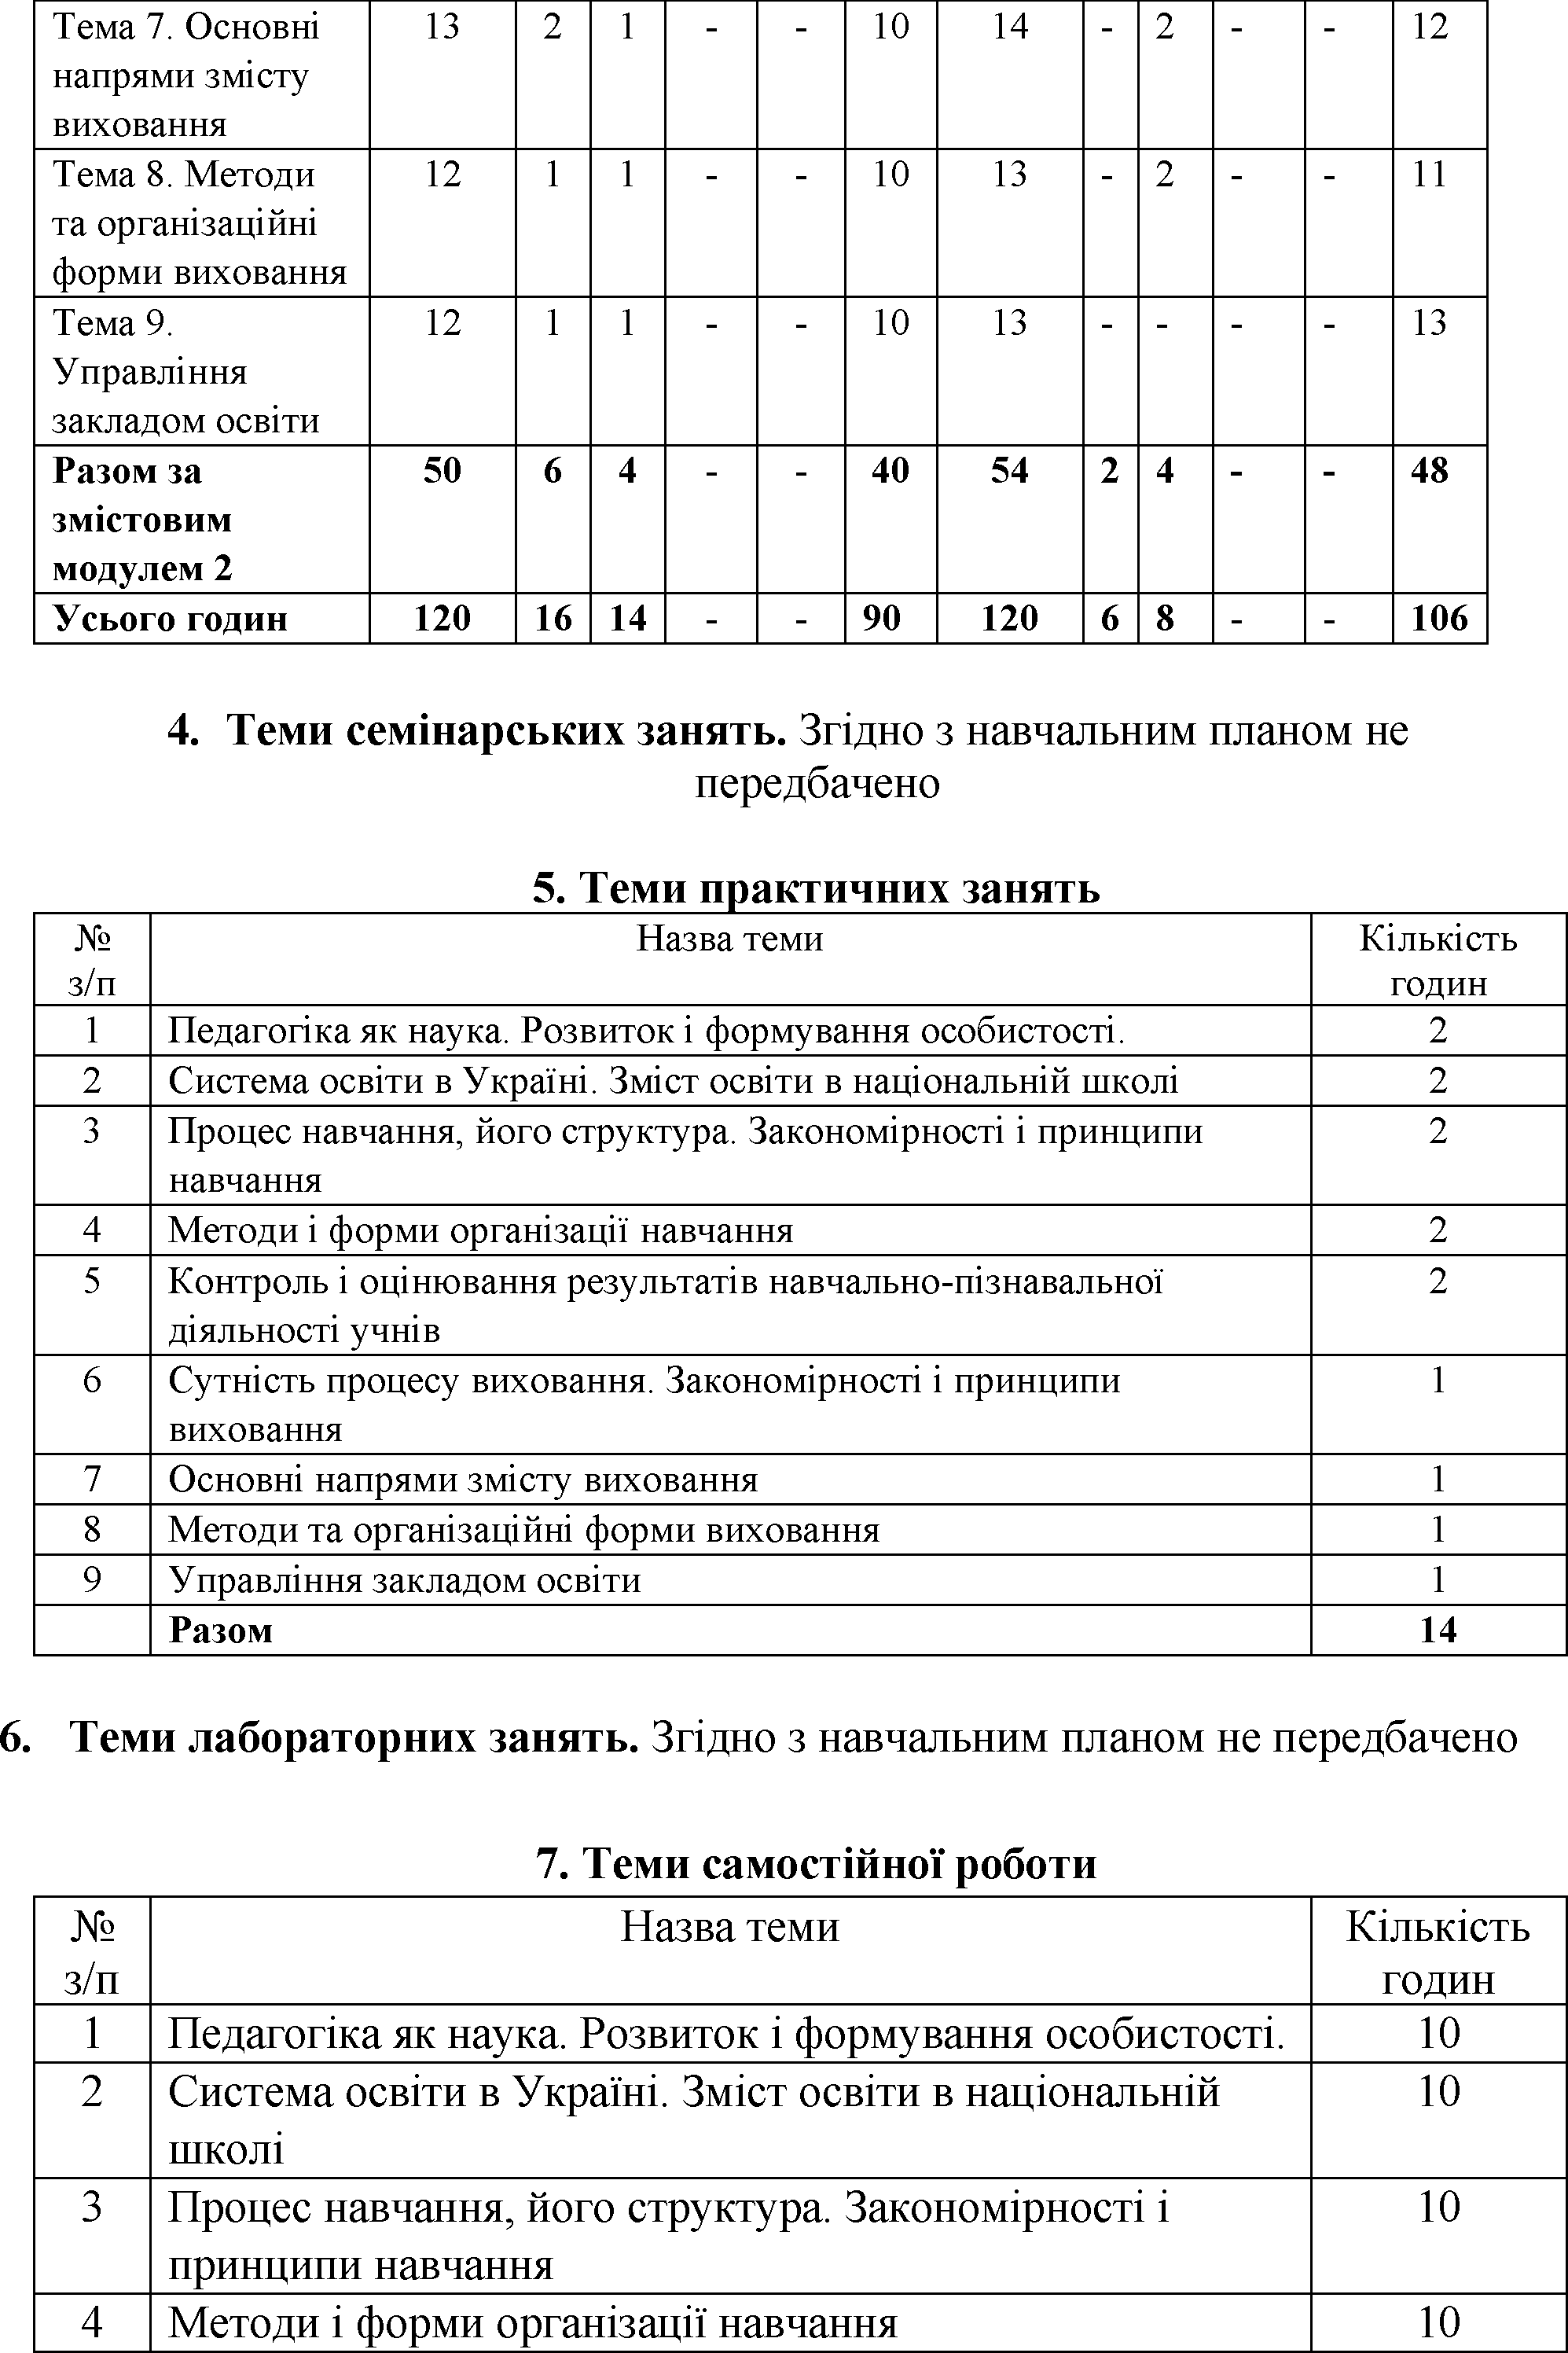 Тема 7. Основні 13 2 1 - - 10 14 - 2 - - 12
напрями змісту
виховання
Тема 8. Методи 12 1 1 - - 10 13 - 2 - - 11
та організаційні
форми виховання
Тема 9. 12 1 1 - - 10 13 - - - - 13
Управління
закладом освіти
Разом за 50 6 4 - - 40 54 2 4 - - 48
змістовим
модулем 2
Усього годин 120 16 14 - - 90 120 6 8 - - 106
4. Теми семінарських занять. Згідно з навчальним планом не
передбачено
5. Теми практичних занять
№ Назва теми Кількість
з/п годин
1 Педагогіка як наука. Розвиток і формування особистості. 2
2 Система освіти в Україні. Зміст освіти в національній школі 2
3 Процес навчання, його структура. Закономірності і принципи 2
навчання
4 Методи і форми організації навчання 2
5 Контроль і оцінювання результатів навчально-пізнавальної 2
діяльності учнів
6 Сутність процесу виховання. Закономірності і принципи 1
виховання
7 Основні напрями змісту виховання 1
8 Методи та організаційні форми виховання 1
9 Управління закладом освіти 1
Разом 14
6. Теми лабораторних занять. Згідно з навчальним планом не передбачено
7. Теми самостійної роботи
№ Назва теми Кількість
з/п годин
1 Педагогіка як наука. Розвиток і формування особистості. 10
2 Система освіти в Україні. Зміст освіти в національній 10
школі
3 Процес навчання, його структура. Закономірності і 10
принципи навчання
4 Методи і форми організації навчання 10